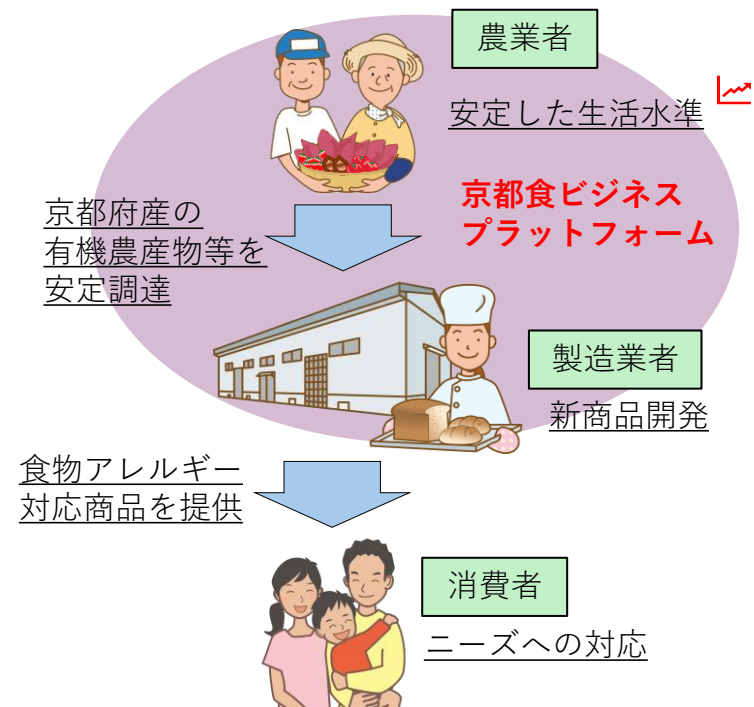 農業者
安定した生活水準
京都食ビジネス
プラットフォーム
京都府産の
有機農産物等を
安定調達
製造業者
新商品開発
食物アレルギー
対応商品を提供
消費者
ニーズへの対応